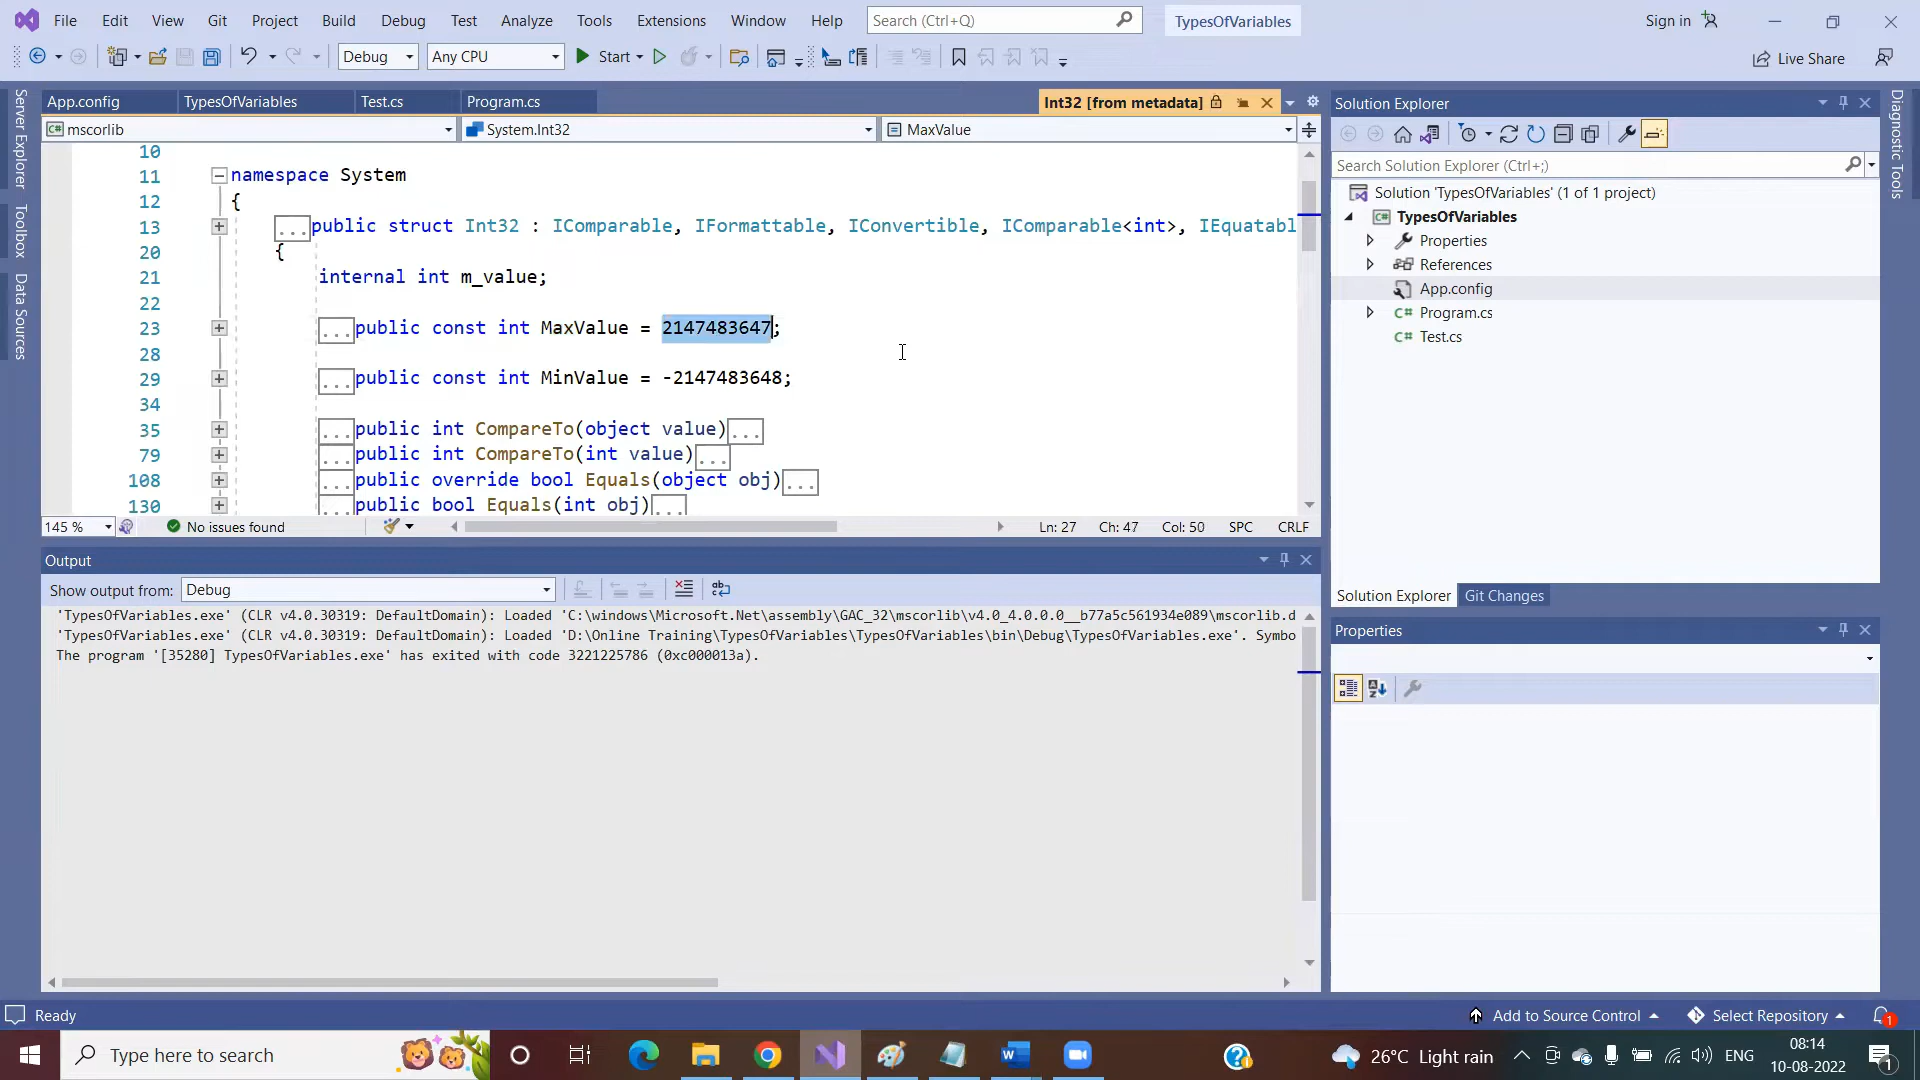 File Edit View Git Project Build Debug Test Analyze Tools Extensions Window Help Search (Ctrl+Q) TypesOfVariables Sign in
Debug Any CPU Start Live Share
Server Explorer
Toolbox
Data Sources
App.config TypesOfVariables Test.cs Program.cs Int32 [from metadata]
C# mscorlib System.Int32 MaxValue
10
11 namespace System
12 {
13 ...public struct Int32 : IComparable, IFormattable, IConvertible, IComparable<int>, IEquatabl
20 {
21 internal int m_value;
22
23 ...public const int MaxValue = 2147483647;
28
29 ...public const int MinValue = -2147483648;
34
35 ...public int CompareTo(object value)...
79 ...public int CompareTo(int value)...
108 ...public override bool Equals(object obj)...
130 ...public bool Equals(int obj)...
145 % No issues found Ln: 27 Ch: 47 Col: 50 SPC CRLF
Output
Show output from: Debug
'TypesOfVariables.exe' (CLR v4.0.30319: DefaultDomain): Loaded 'C:\windows\Microsoft.Net\assembly\GAC_32\mscorlib\v4.0_4.0.0.0__b77a5c561934e089\mscorlib.d
'TypesOfVariables.exe' (CLR v4.0.30319: DefaultDomain): Loaded 'D:\Online Training\TypesOfVariables\TypesOfVariables\bin\Debug\TypesOfVariables.exe'. Symbo
The program '[35280] TypesOfVariables.exe' has exited with code 3221225786 (0xc000013a).
Solution Explorer
Search Solution Explorer (Ctrl+;)
Solution 'TypesOfVariables' (1 of 1 project)
C# TypesOfVariables
Properties
References
App.config
C# Program.cs
C# Test.cs
Solution Explorer Git Changes
Properties
Diagnostic Tools
Ready Add to Source Control Select Repository 1
Type here to search 26°C Light rain ENG 08:14
10-08-2022 1